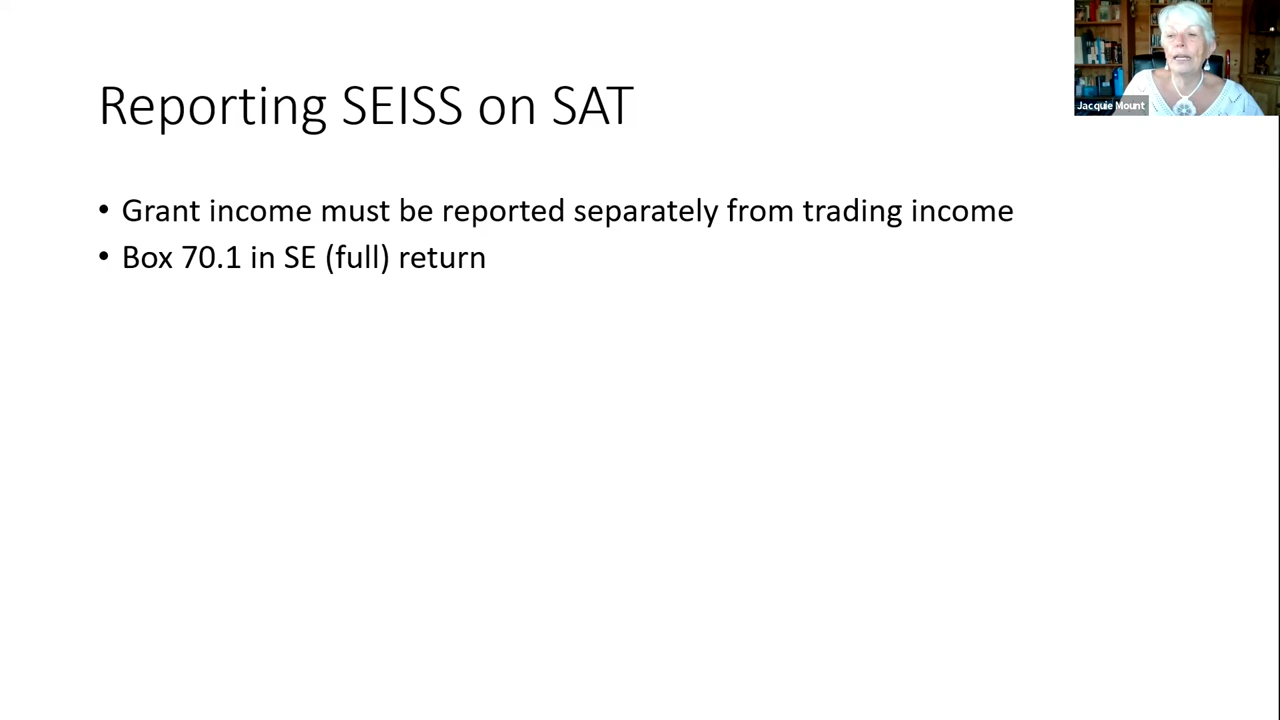 Reporting SEISS on SAT
• Grant income must be reported separately from trading income
• Box 70.1 in SE (full) return
Jacquie Mount